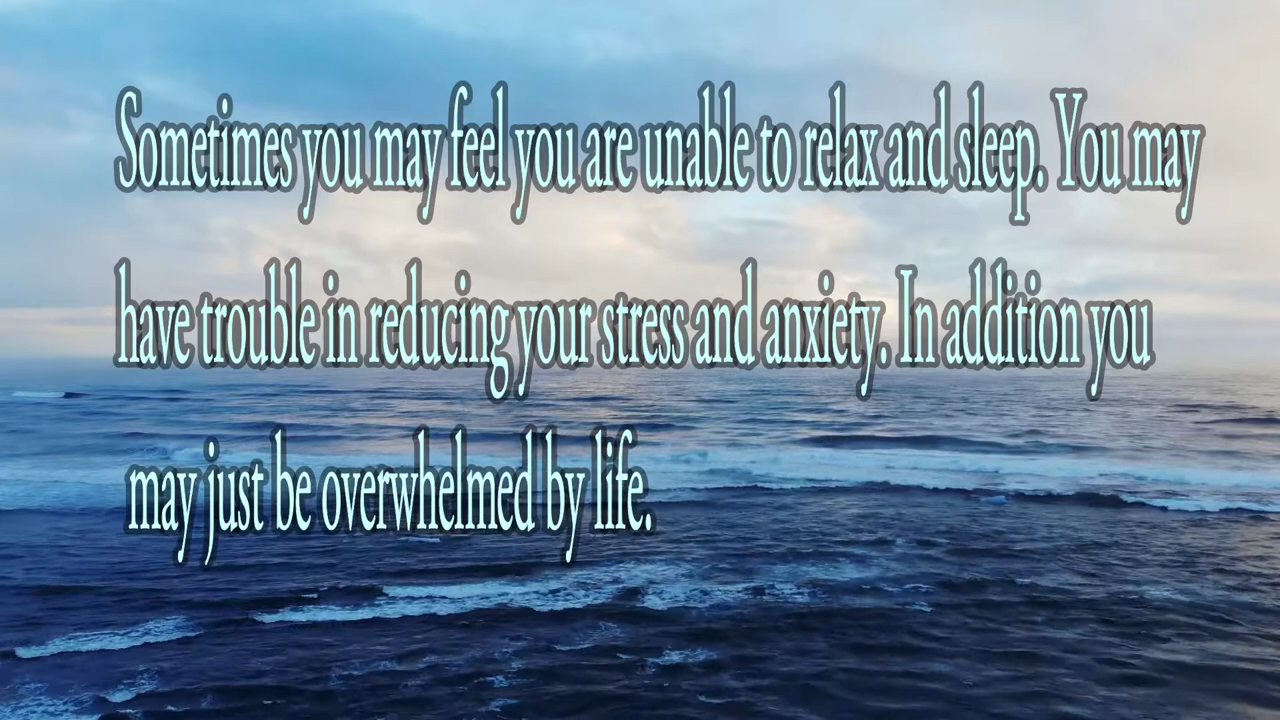 Sometimes you may feel you are unable to relax and sleep. You may
have trouble in reducing your stress and anxiety. In addition you
may just be overwhelmed by life.